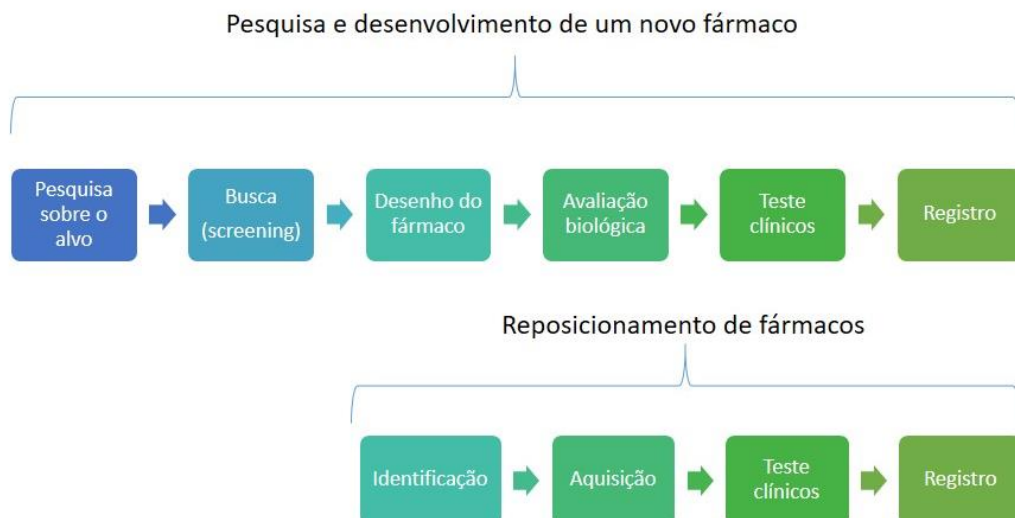 Pesquisa e desenvolvimento de um novo fármaco
Pesquisa
sobre o
alvo
Busca
(screening)
Desenho do
fármaco
Avaliação
biológica
Teste
clínicos
Registro
Reposicionamento de fármacos
Identificação
Aquisição
Teste
clínicos
Registro